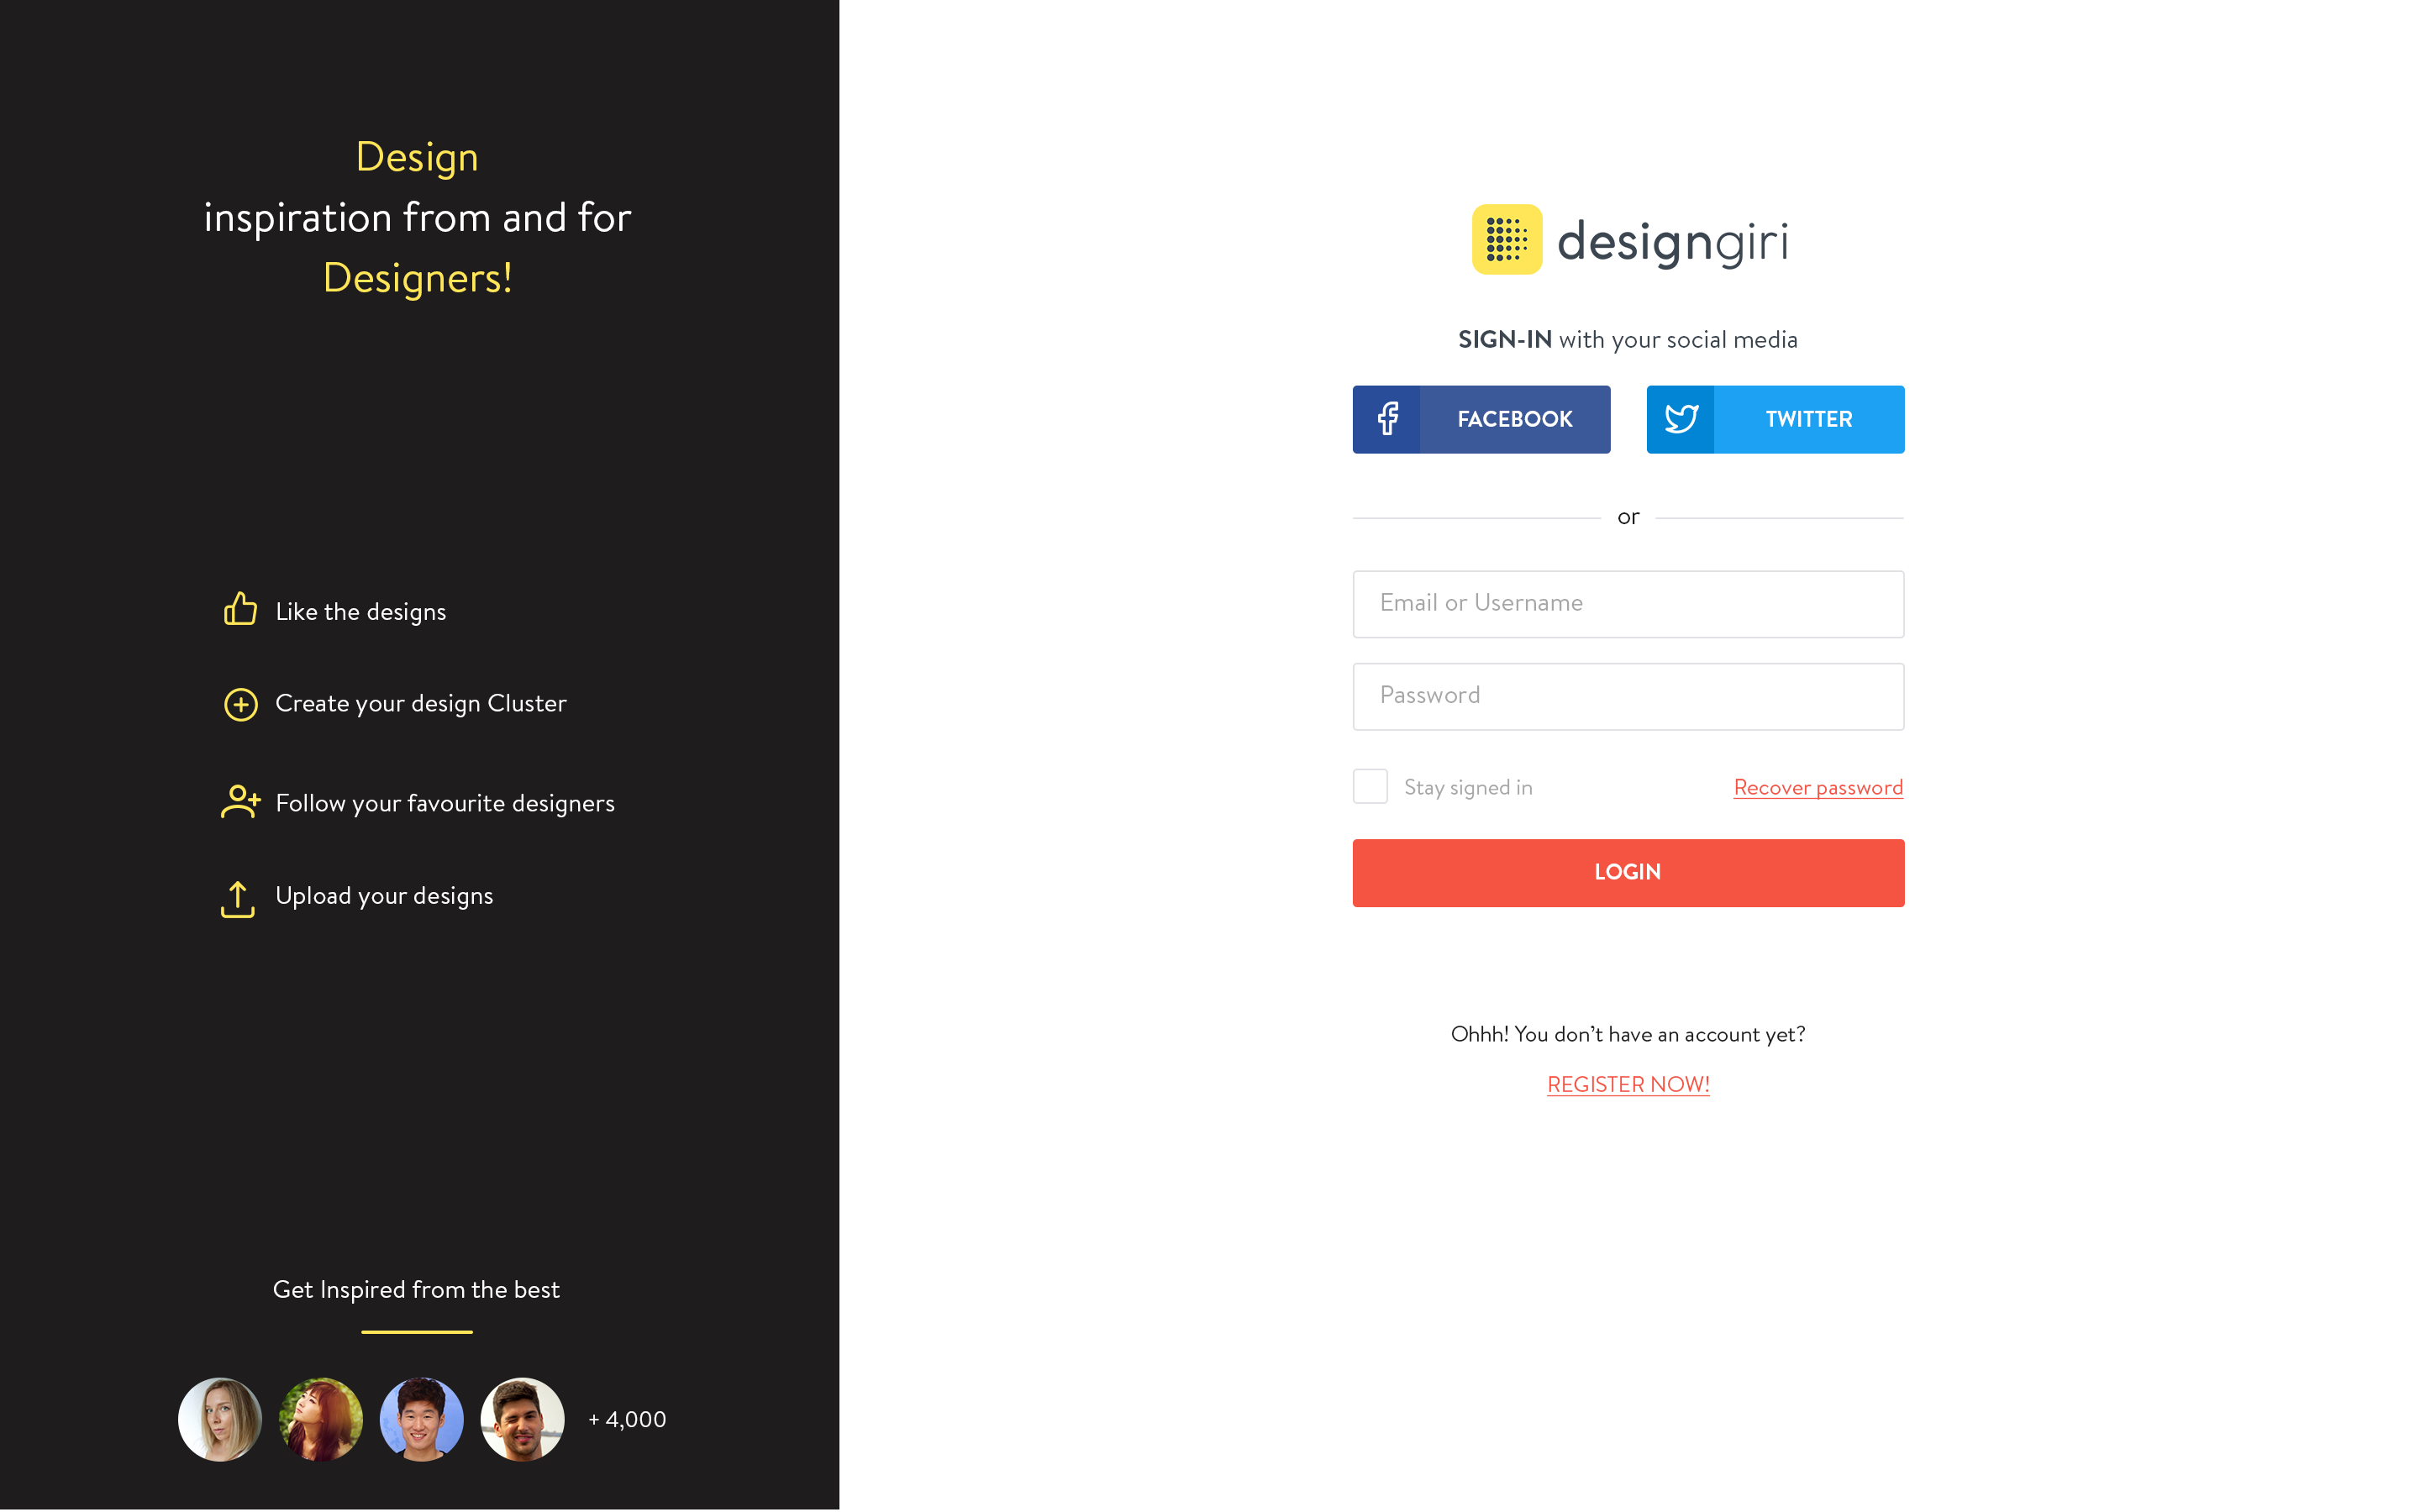 Design
inspiration from and for
Designers!
Like the designs
Create your design Cluster
Follow your favourite designers
Upload your designs
Get Inspired from the best
+ 4,000
designgiri
SIGN-IN with your social media
FACEBOOK
TWITTER
or
Email or Username
Password
Stay signed in
Recover password
LOGIN
Ohhh! You don’t have an account yet?
REGISTER NOW!